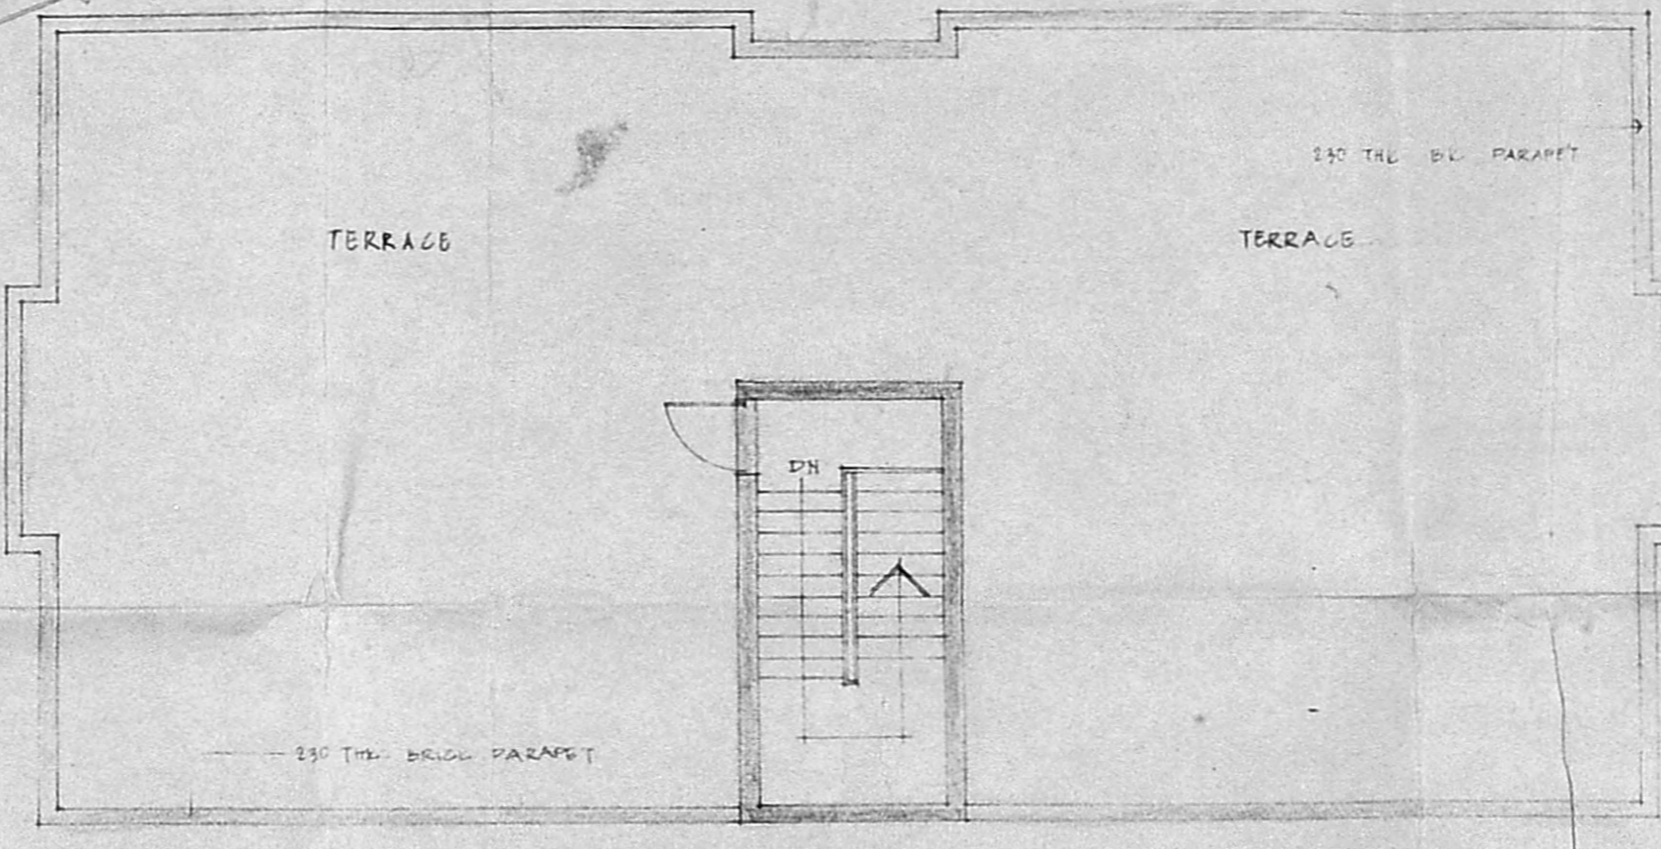 230 THK BK PARAPET
TERRACE
TERRACE
DN
230 THK. BRICK PARAPET